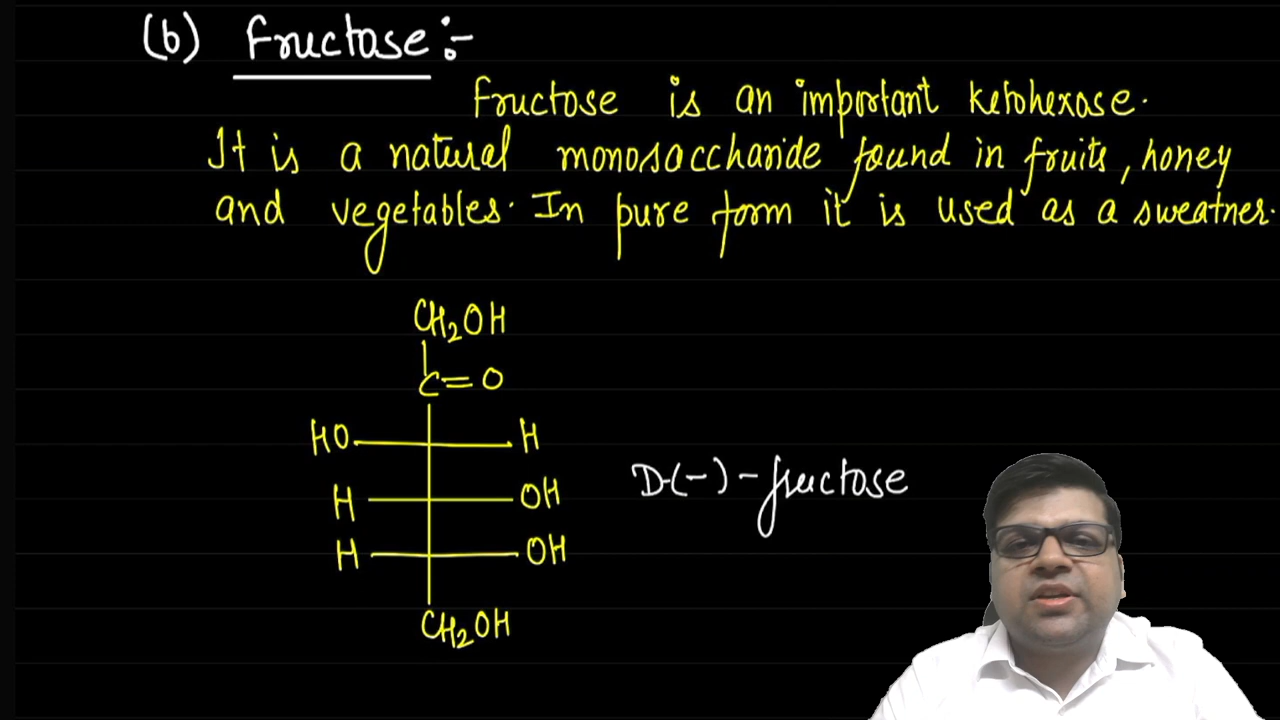 (b) Fructose :-
Fructose is an important ketohexose.
It is a natural monosaccharide found in fruits, honey
and vegetables. In pure form it is used as a sweatner.
CH₂OH
C=O
HO H
H OH
D-(-)-fructose
H OH
CH₂OH